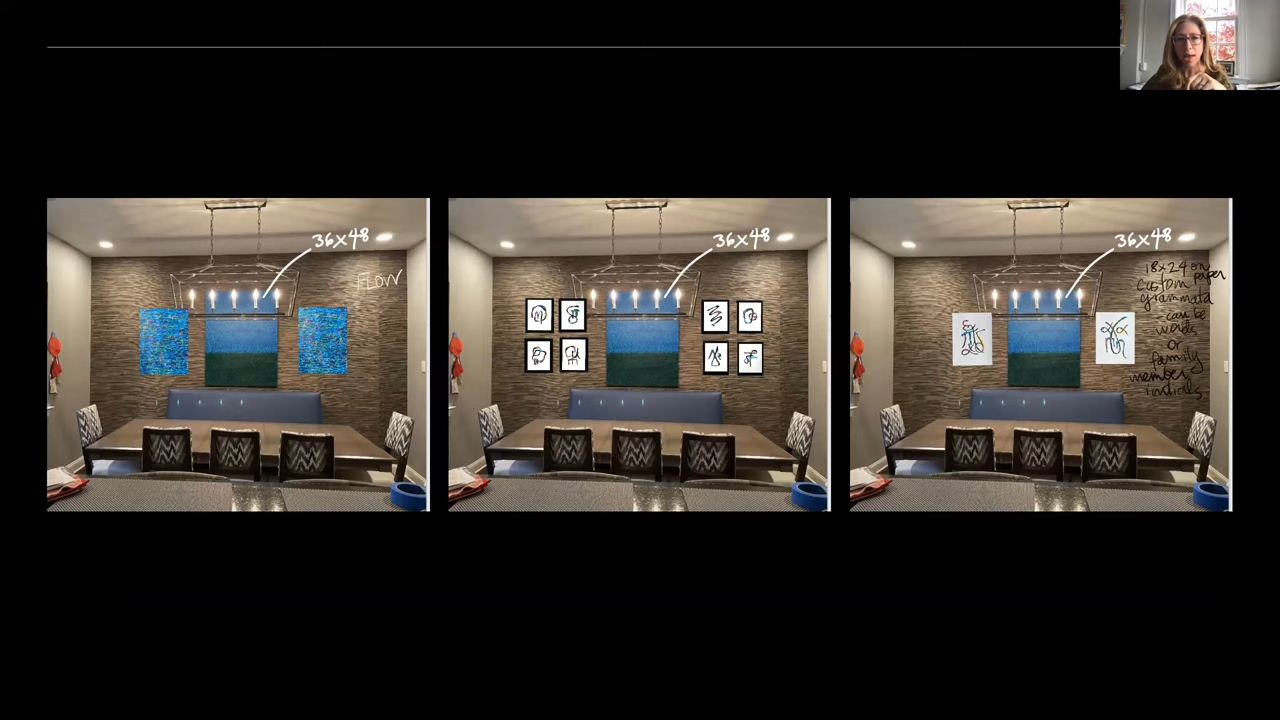 36x48
FLOW
36x48
36x48
18x24 on
paper
custom
grammata
- can be
words
or
family
member
initials